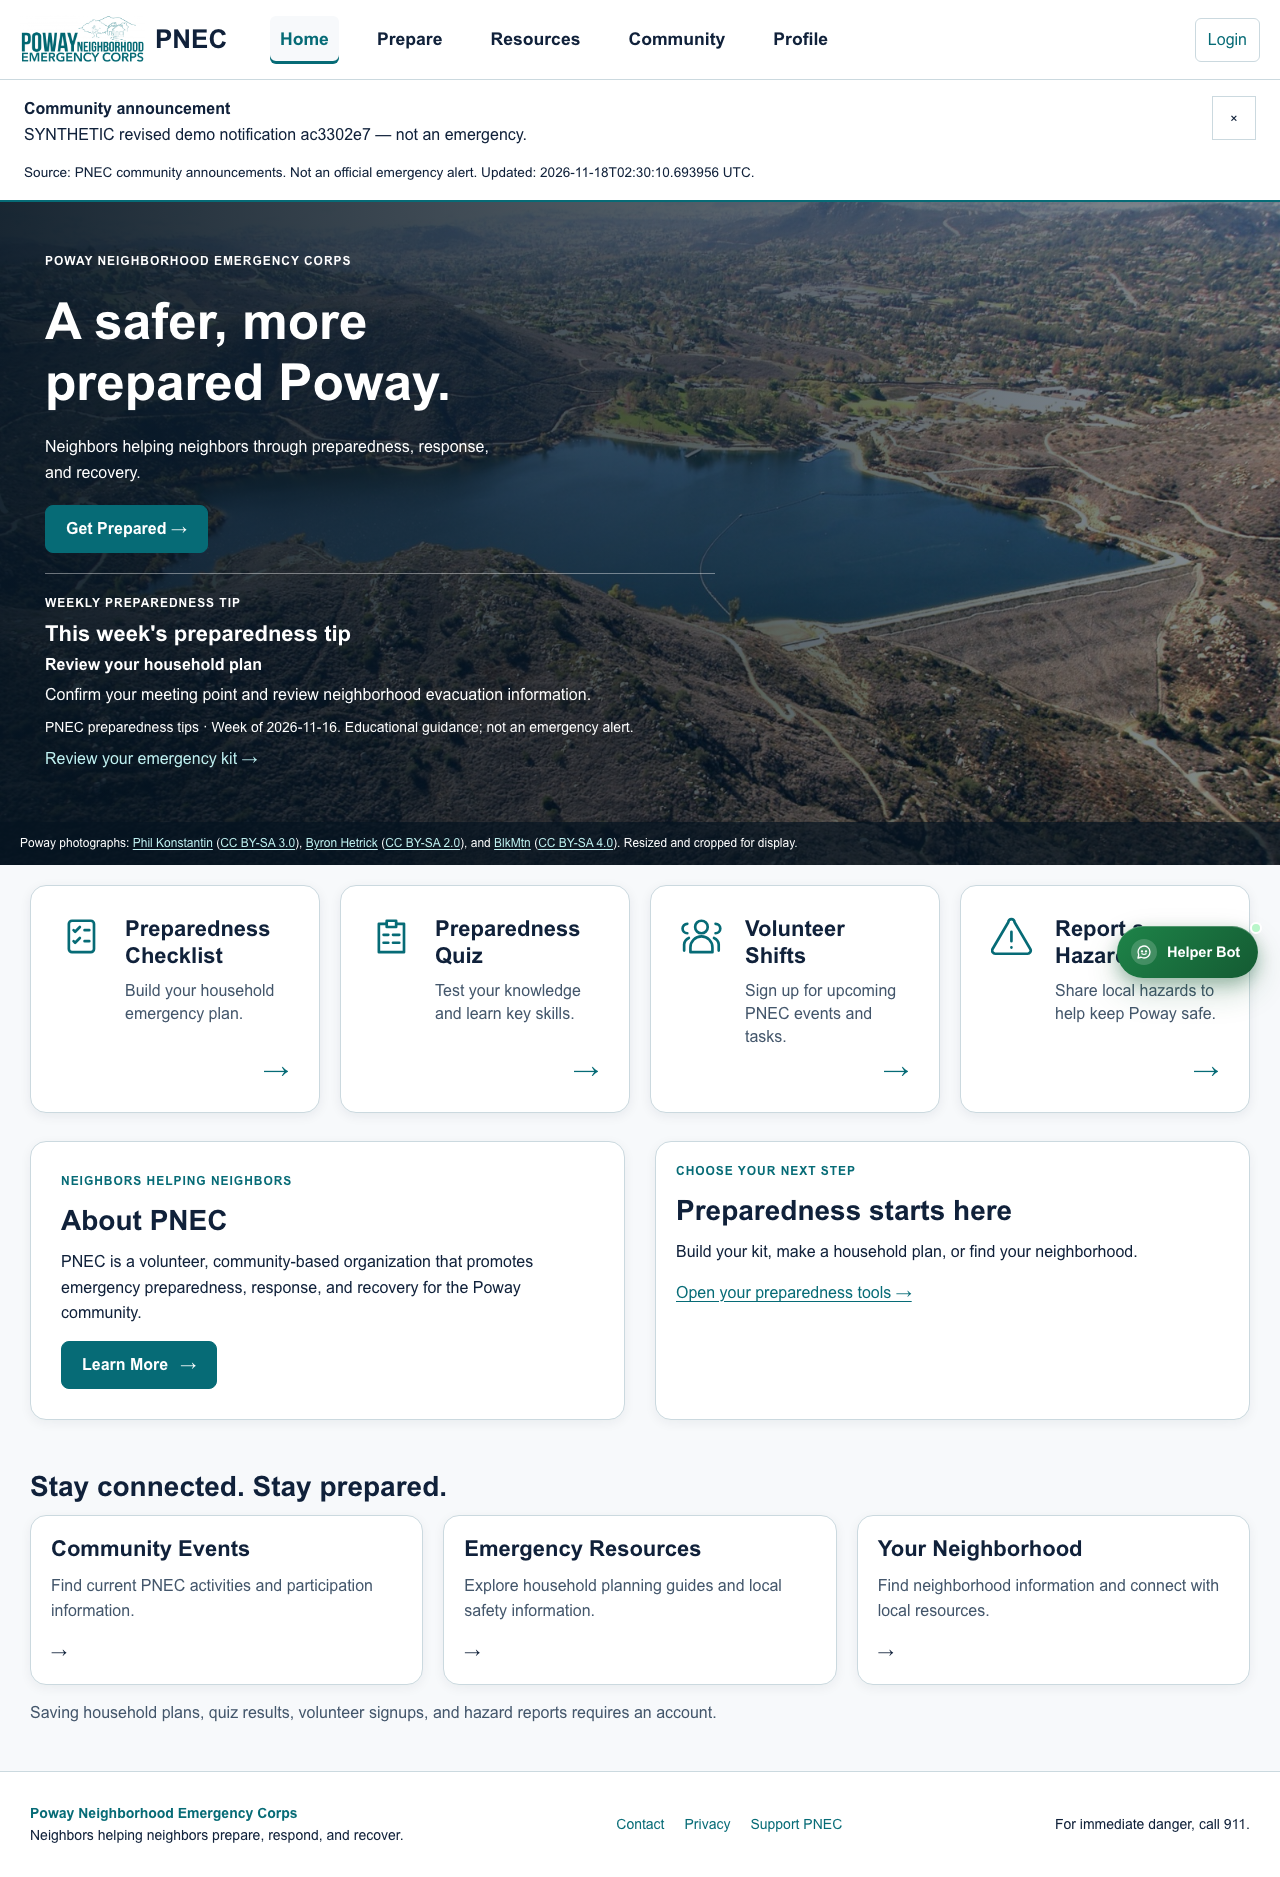 POWAY NEIGHBORHOOD
EMERGENCY CORPS
PNEC
Home
Prepare
Resources
Community
Profile
Login
Community announcement
SYNTHETIC revised demo notification ac3302e7 — not an emergency.
×
Source: PNEC community announcements. Not an official emergency alert. Updated: 2026-11-18T02:30:10.693956 UTC.
POWAY NEIGHBORHOOD EMERGENCY CORPS
A safer, more
prepared Poway.
Neighbors helping neighbors through preparedness, response,
and recovery.
Get Prepared →
WEEKLY PREPAREDNESS TIP
This week's preparedness tip
Review your household plan
Confirm your meeting point and review neighborhood evacuation information.
PNEC preparedness tips · Week of 2026-11-16. Educational guidance; not an emergency alert.
Review your emergency kit →
Poway photographs: Phil Konstantin (CC BY-SA 3.0), Byron Hetrick (CC BY-SA 2.0), and BlkMtn (CC BY-SA 4.0). Resized and cropped for display.
Preparedness
Checklist
Build your household
emergency plan.
→
Preparedness
Quiz
Test your knowledge
and learn key skills.
→
Volunteer
Shifts
Sign up for upcoming
PNEC events and
tasks.
→
Report
Share local hazards to
help keep Poway safe.
→
Helper Bot
NEIGHBORS HELPING NEIGHBORS
About PNEC
PNEC is a volunteer, community-based organization that promotes
emergency preparedness, response, and recovery for the Poway
community.
Learn More →
CHOOSE YOUR NEXT STEP
Preparedness starts here
Build your kit, make a household plan, or find your neighborhood.
Open your preparedness tools →
Stay connected. Stay prepared.
Community Events
Find current PNEC activities and participation
information.
→
Emergency Resources
Explore household planning guides and local
safety information.
→
Your Neighborhood
Find neighborhood information and connect with
local resources.
→
Saving household plans, quiz results, volunteer signups, and hazard reports requires an account.
Poway Neighborhood Emergency Corps
Neighbors helping neighbors prepare, respond, and recover.
Contact
Privacy
Support PNEC
For immediate danger, call 911.